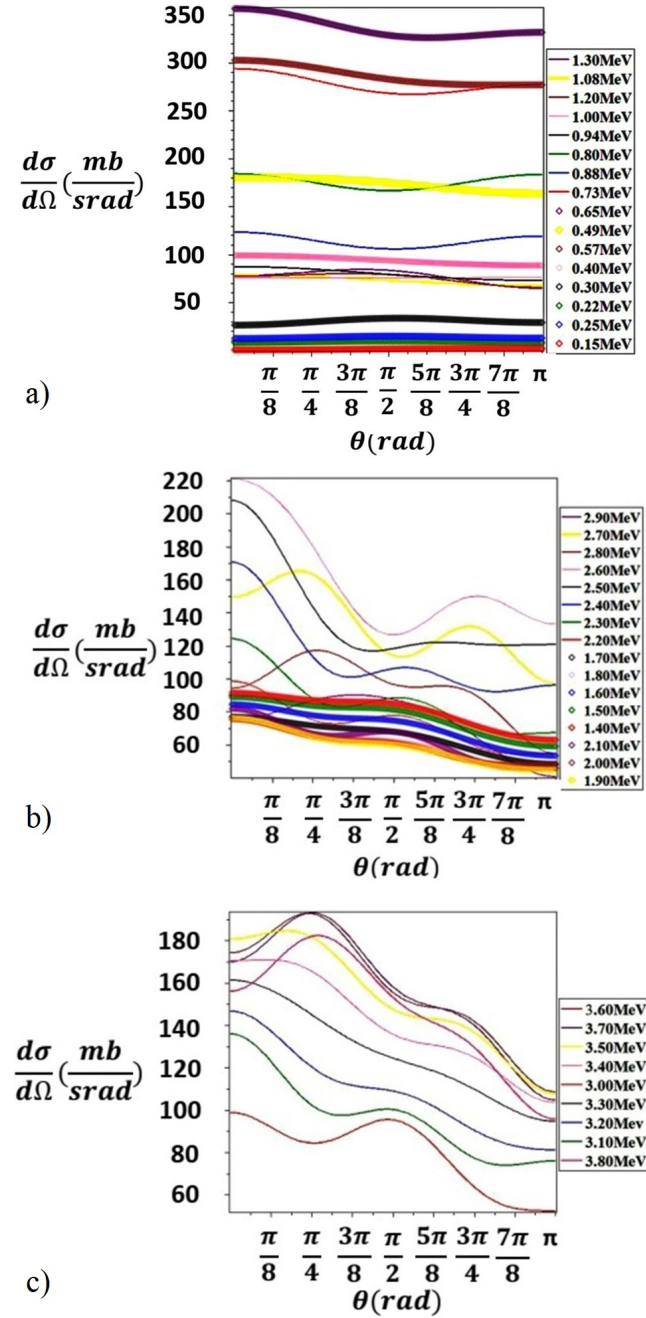 350
300
250
200
150
100
50
dσ/dΩ (mb/srad)
1.30MeV
1.08MeV
1.20MeV
1.00MeV
0.94MeV
0.80MeV
0.88MeV
0.73MeV
0.65MeV
0.49MeV
0.57MeV
0.40MeV
0.30MeV
0.22MeV
0.25MeV
0.15MeV
π/8 π/4 3π/8 π/2 5π/8 3π/4 7π/8 π
a)
θ(rad)
220
200
180
160
140
120
100
80
60
dσ/dΩ (mb/srad)
2.90MeV
2.70MeV
2.80MeV
2.60MeV
2.50MeV
2.40MeV
2.30MeV
2.20MeV
1.70MeV
1.80MeV
1.60MeV
1.50MeV
1.40MeV
2.10MeV
2.00MeV
1.90MeV
π/8 π/4 3π/8 π/2 5π/8 3π/4 7π/8 π
b)
θ(rad)
180
160
140
120
100
80
60
dσ/dΩ (mb/srad)
3.60MeV
3.70MeV
3.50MeV
3.40MeV
3.00MeV
3.30MeV
3.20Mev
3.10MeV
3.80MeV
π/8 π/4 3π/8 π/2 5π/8 3π/4 7π/8 π
c)
θ(rad)